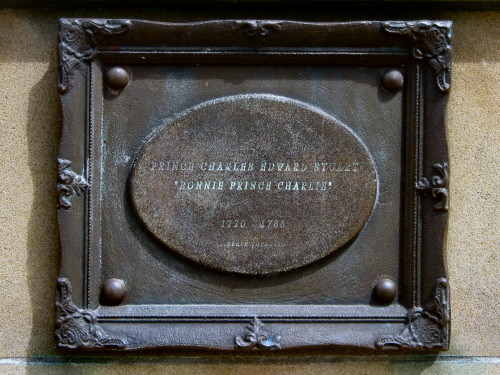 PRINCE CHARLES EDWARD STUART
"BONNIE PRINCE CHARLIE"
1720 - 1788